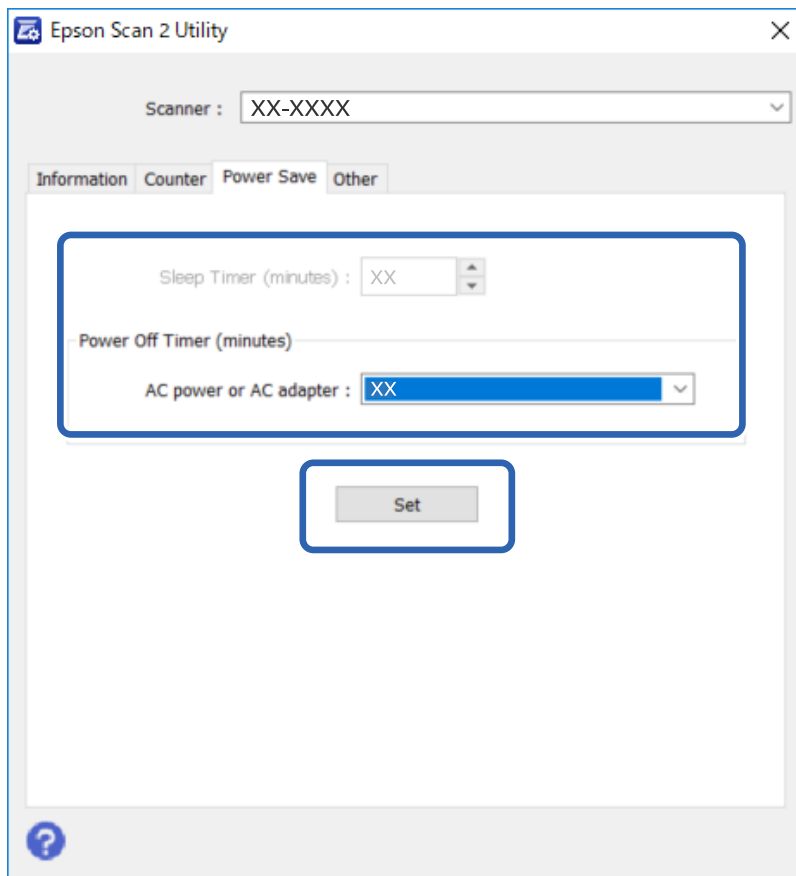 Epson Scan 2 Utility
Scanner : XX-XXXX
Information Counter Power Save Other
Sleep Timer (minutes) : XX
Power Off Timer (minutes)
AC power or AC adapter : XX
Set
?